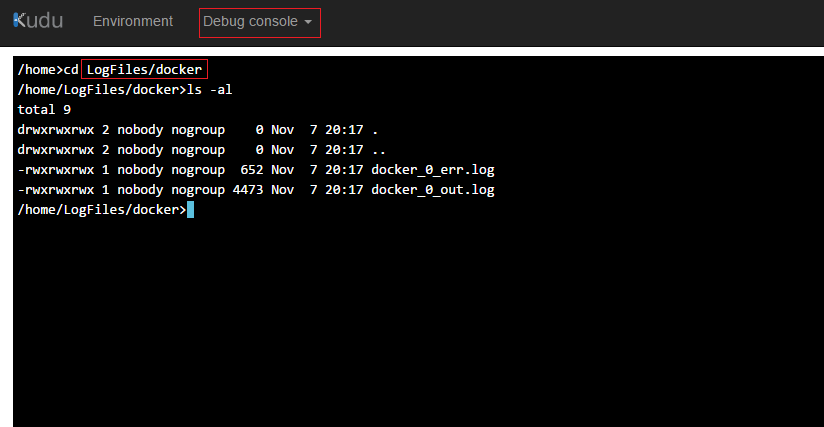 Kudu Environment Debug console
/home>cd LogFiles/docker
/home/LogFiles/docker>ls -al
total 9
drwxrwxrwx 2 nobody nogroup    0 Nov  7 20:17 .
drwxrwxrwx 2 nobody nogroup    0 Nov  7 20:17 ..
-rwxrwxrwx 1 nobody nogroup  652 Nov  7 20:17 docker_0_err.log
-rwxrwxrwx 1 nobody nogroup 4473 Nov  7 20:17 docker_0_out.log
/home/LogFiles/docker>